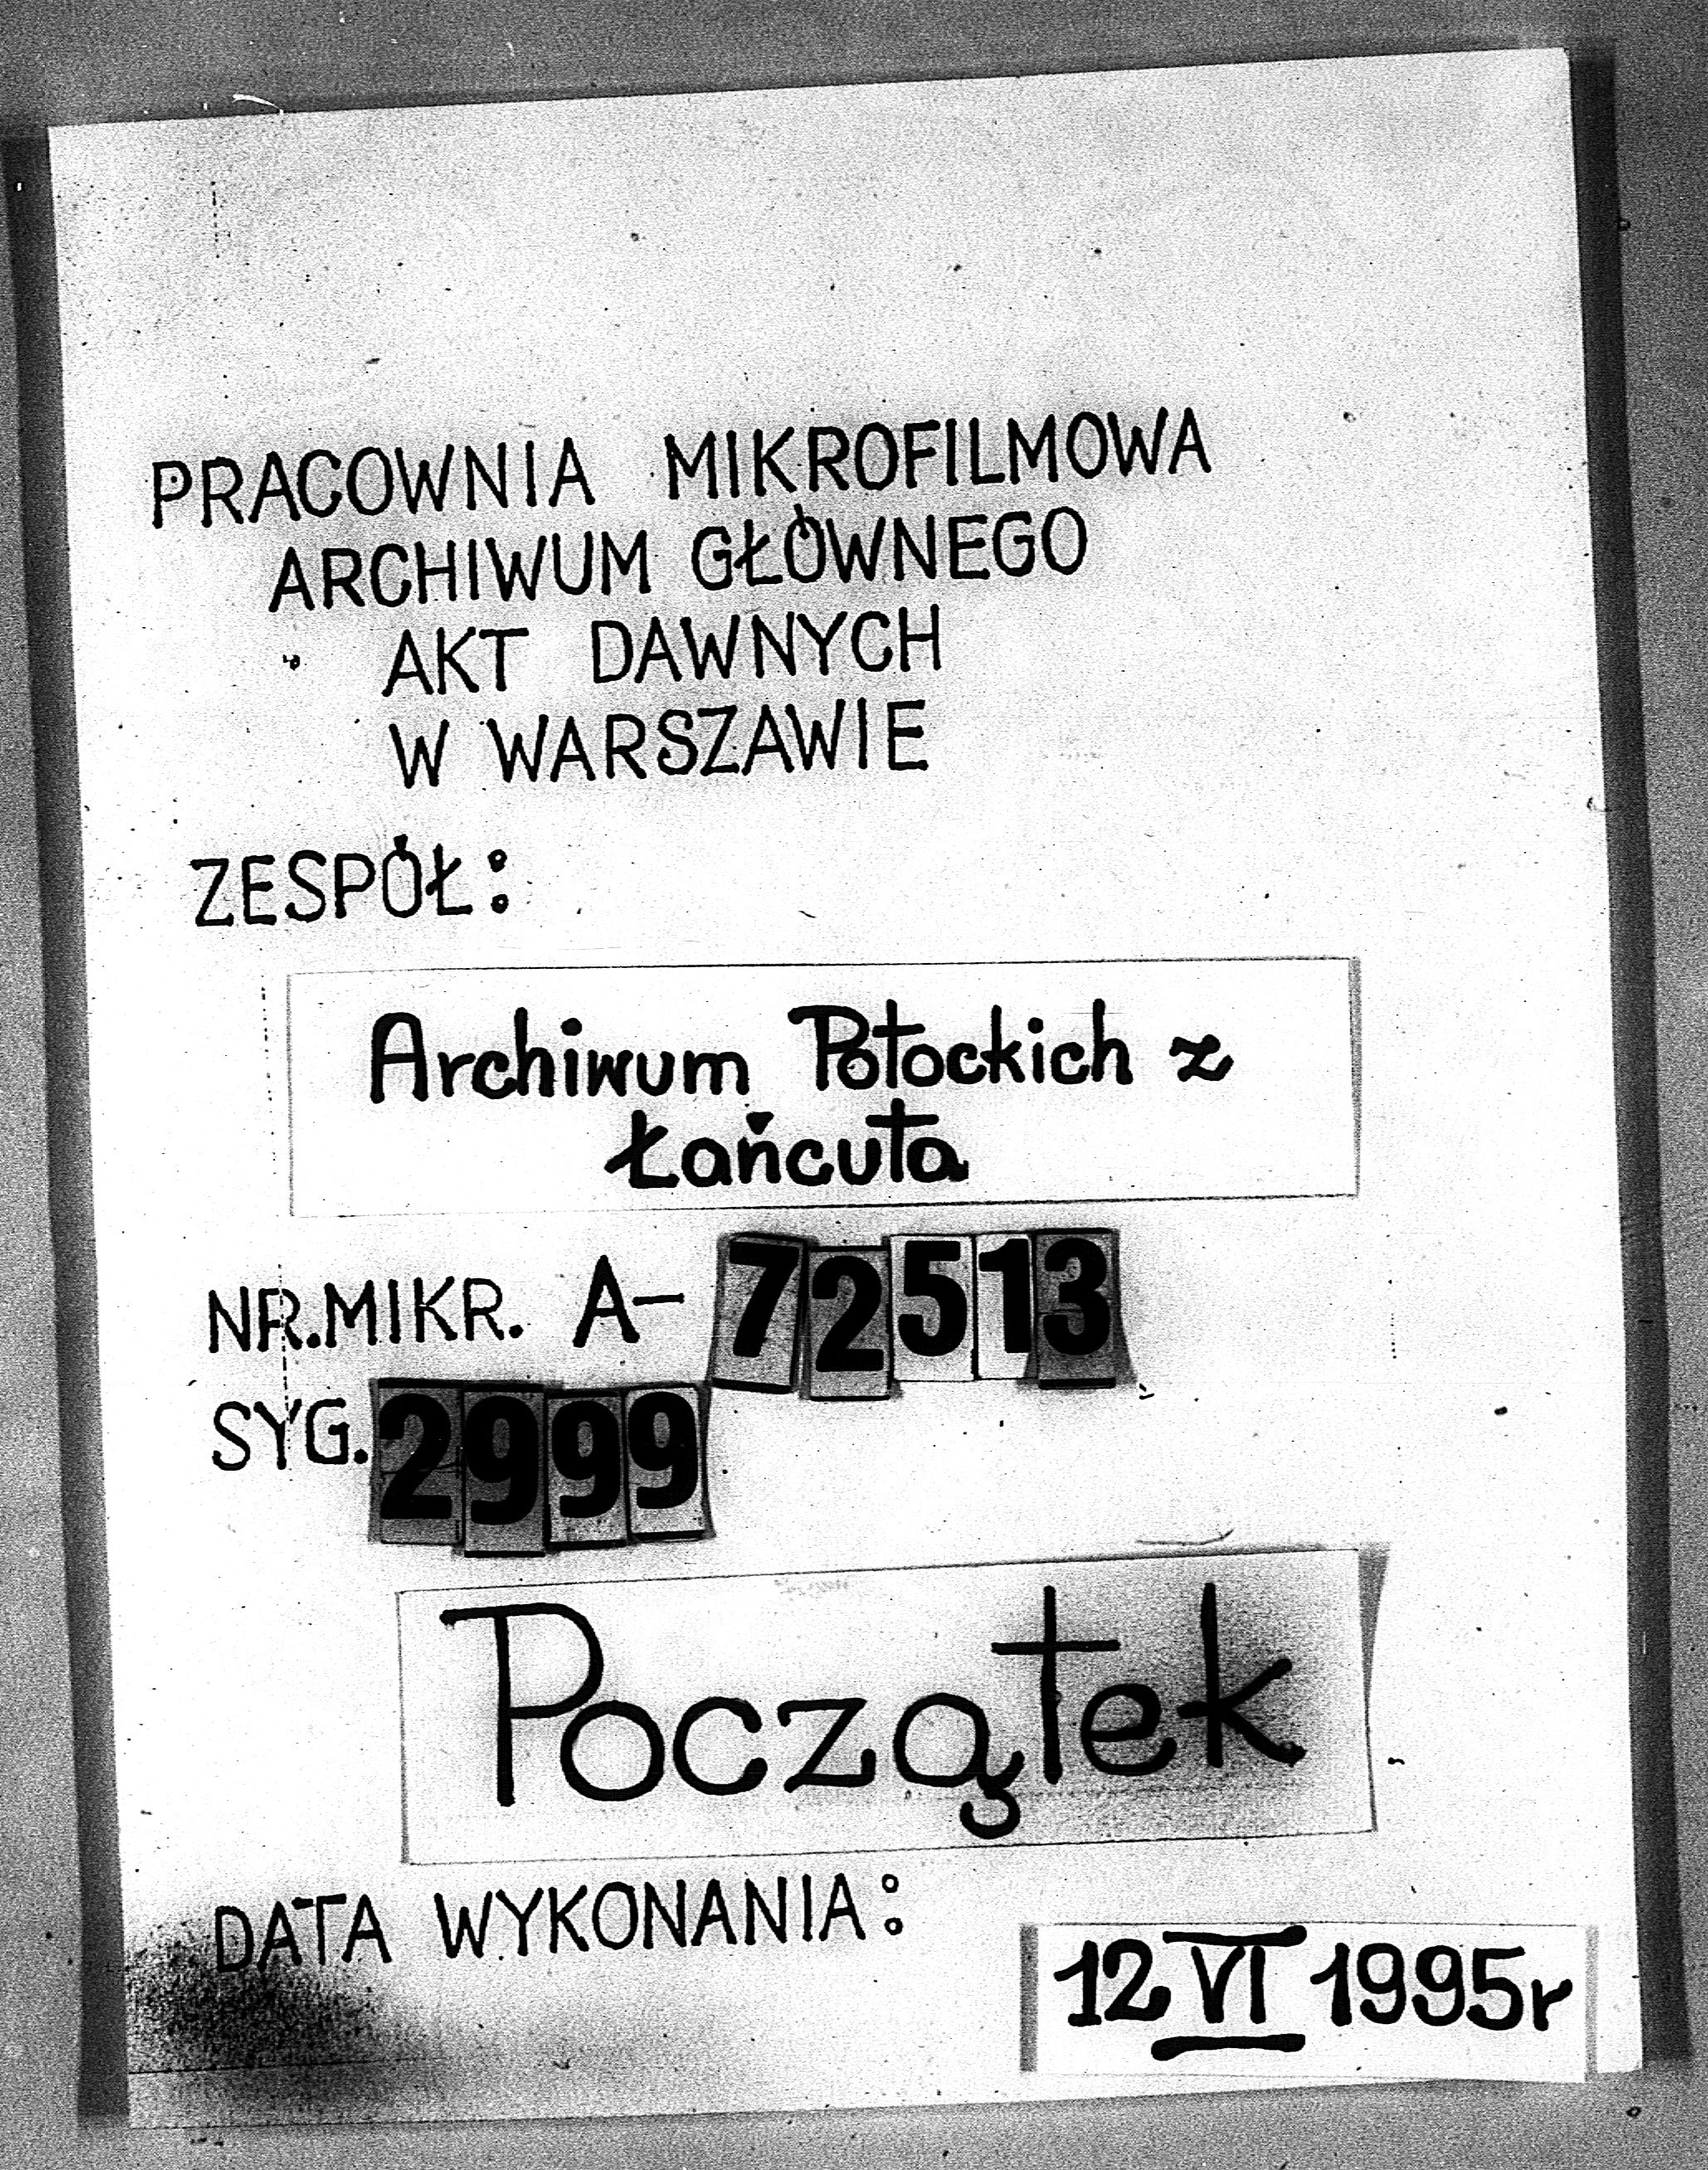 PRACOWNIA MIKROFILMOWA
ARCHIWUM GŁÓWNEGO
AKT DAWNYCH
W WARSZAWIE
ZESPÓŁ:
Archiwum Potockich z
Łańcuta
NR.MIKR. A- 72513
SYG. 2999
Początek
DATA WYKONANIA:
12 VI 1995r